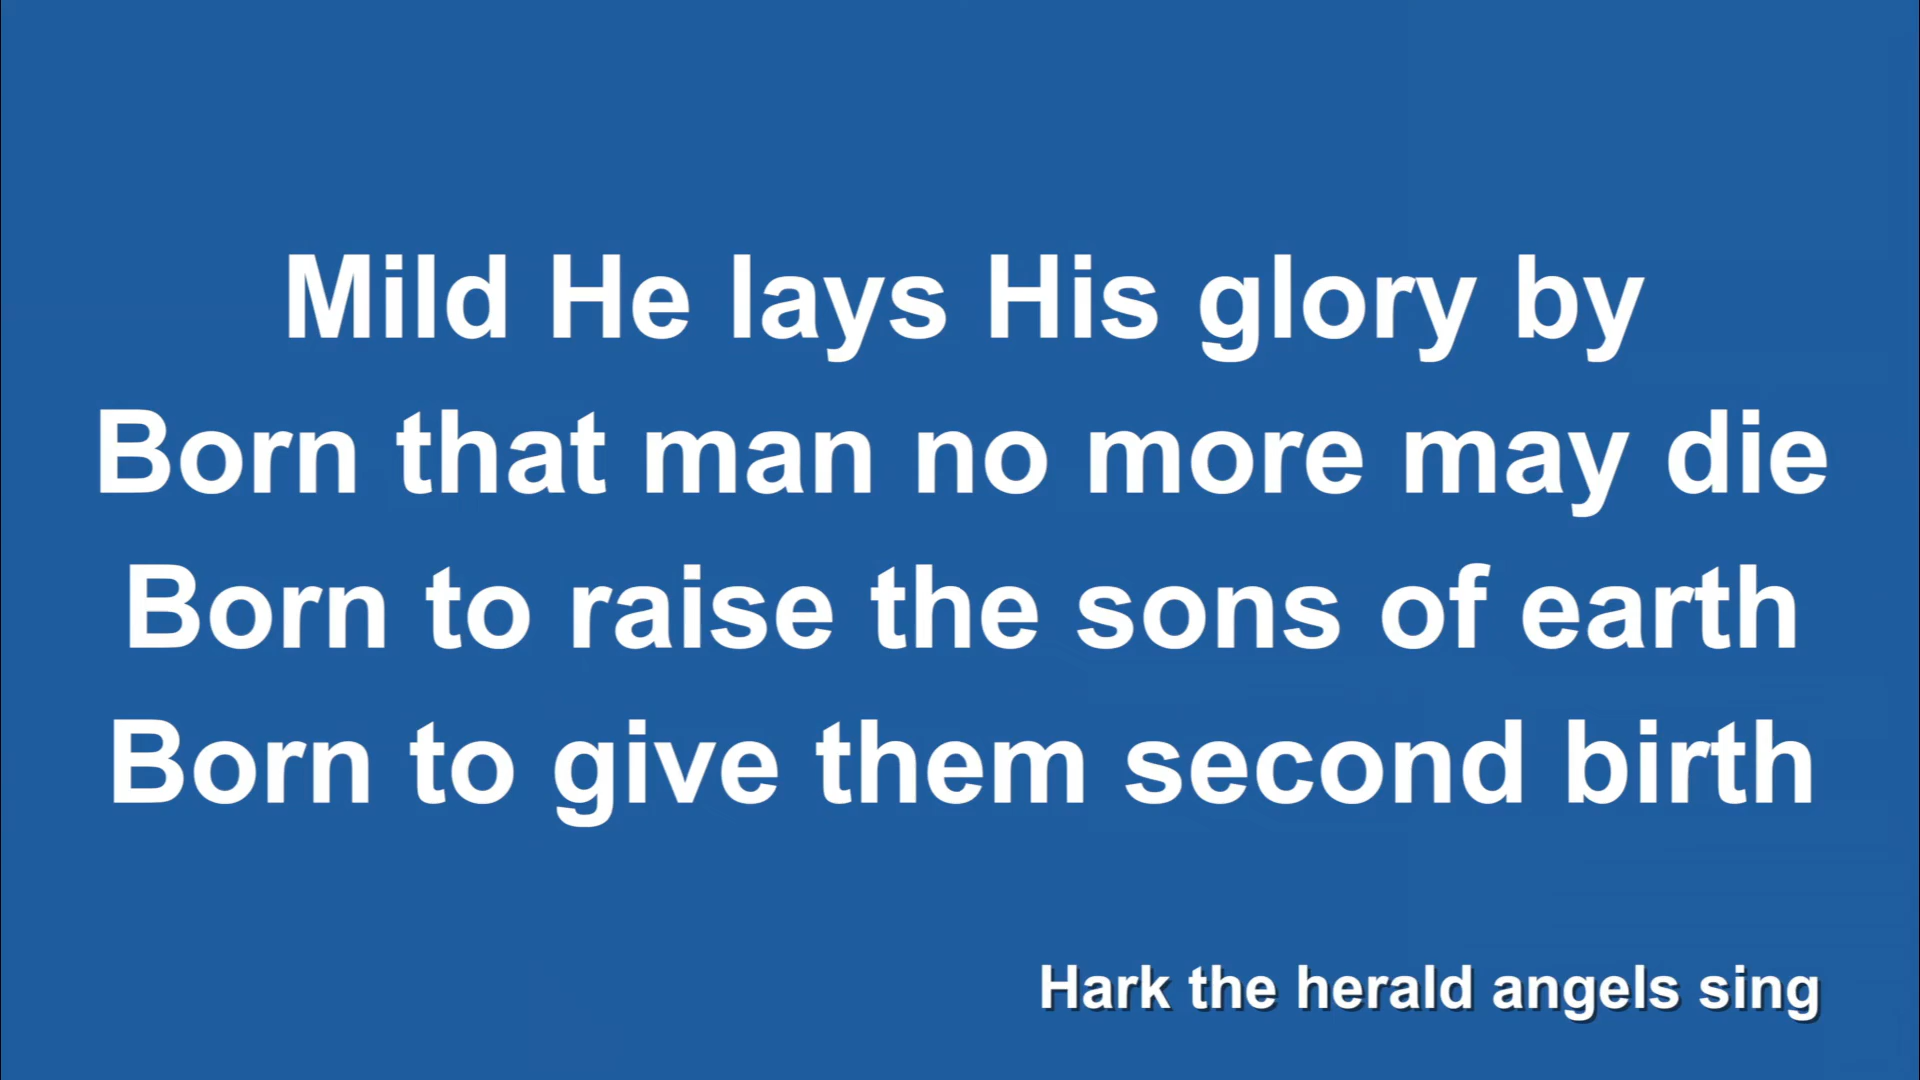 Mild He lays His glory by
Born that man no more may die
Born to raise the sons of earth
Born to give them second birth
Hark the herald angels sing